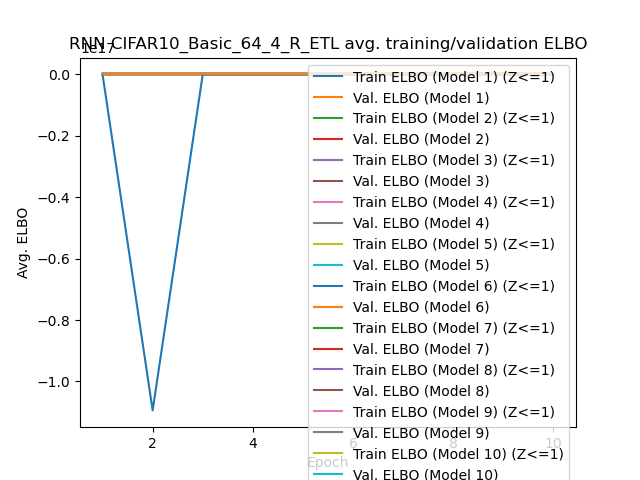 RNN CIFAR10_Basic_64_4_R_ETL avg. training/validation ELBO
1e17
0.0
−0.2
−0.4
−0.6
−0.8
−1.0
Avg. ELBO
2
4
6
8
10
Epoch
Train ELBO (Model 1) (Z<=1)
Val. ELBO (Model 1)
Train ELBO (Model 2) (Z<=1)
Val. ELBO (Model 2)
Train ELBO (Model 3) (Z<=1)
Val. ELBO (Model 3)
Train ELBO (Model 4) (Z<=1)
Val. ELBO (Model 4)
Train ELBO (Model 5) (Z<=1)
Val. ELBO (Model 5)
Train ELBO (Model 6) (Z<=1)
Val. ELBO (Model 6)
Train ELBO (Model 7) (Z<=1)
Val. ELBO (Model 7)
Train ELBO (Model 8) (Z<=1)
Val. ELBO (Model 8)
Train ELBO (Model 9) (Z<=1)
Val. ELBO (Model 9)
Train ELBO (Model 10) (Z<=1)
Val. ELBO (Model 10)